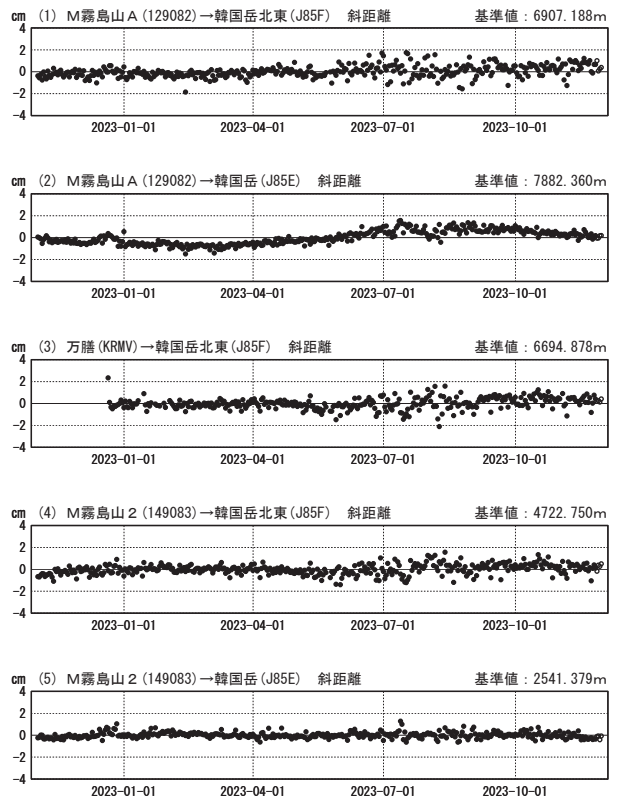 cm (1) M霧島山A(129082)→韓国岳北東(J85F) 斜距離 基準値：6907.188m
4
2
0
-2
-4
2023-01-01 2023-04-01 2023-07-01 2023-10-01
cm (2) M霧島山A(129082)→韓国岳(J85E) 斜距離 基準値：7882.360m
4
2
0
-2
-4
2023-01-01 2023-04-01 2023-07-01 2023-10-01
cm (3) 万膳(KRMV)→韓国岳北東(J85F) 斜距離 基準値：6694.878m
4
2
0
-2
-4
2023-01-01 2023-04-01 2023-07-01 2023-10-01
cm (4) M霧島山2(149083)→韓国岳北東(J85F) 斜距離 基準値：4722.750m
4
2
0
-2
-4
2023-01-01 2023-04-01 2023-07-01 2023-10-01
cm (5) M霧島山2(149083)→韓国岳(J85E) 斜距離 基準値：2541.379m
4
2
0
-2
-4
2023-01-01 2023-04-01 2023-07-01 2023-10-01